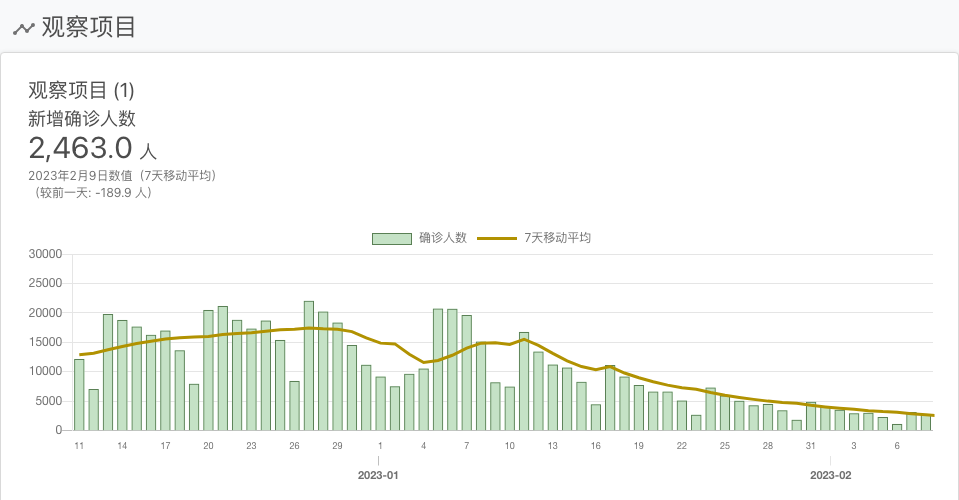 观察项目
观察项目 (1)
新增确诊人数
2,463.0 人
2023年2月9日数值（7天移动平均）
（较前一天: -189.9 人）
确诊人数 7天移动平均
30000
25000
20000
15000
10000
5000
0
11 14 17 20 23 26 29 1 4 7 10 13 16 19 22 25 28 31 3 6
2023-01 2023-02